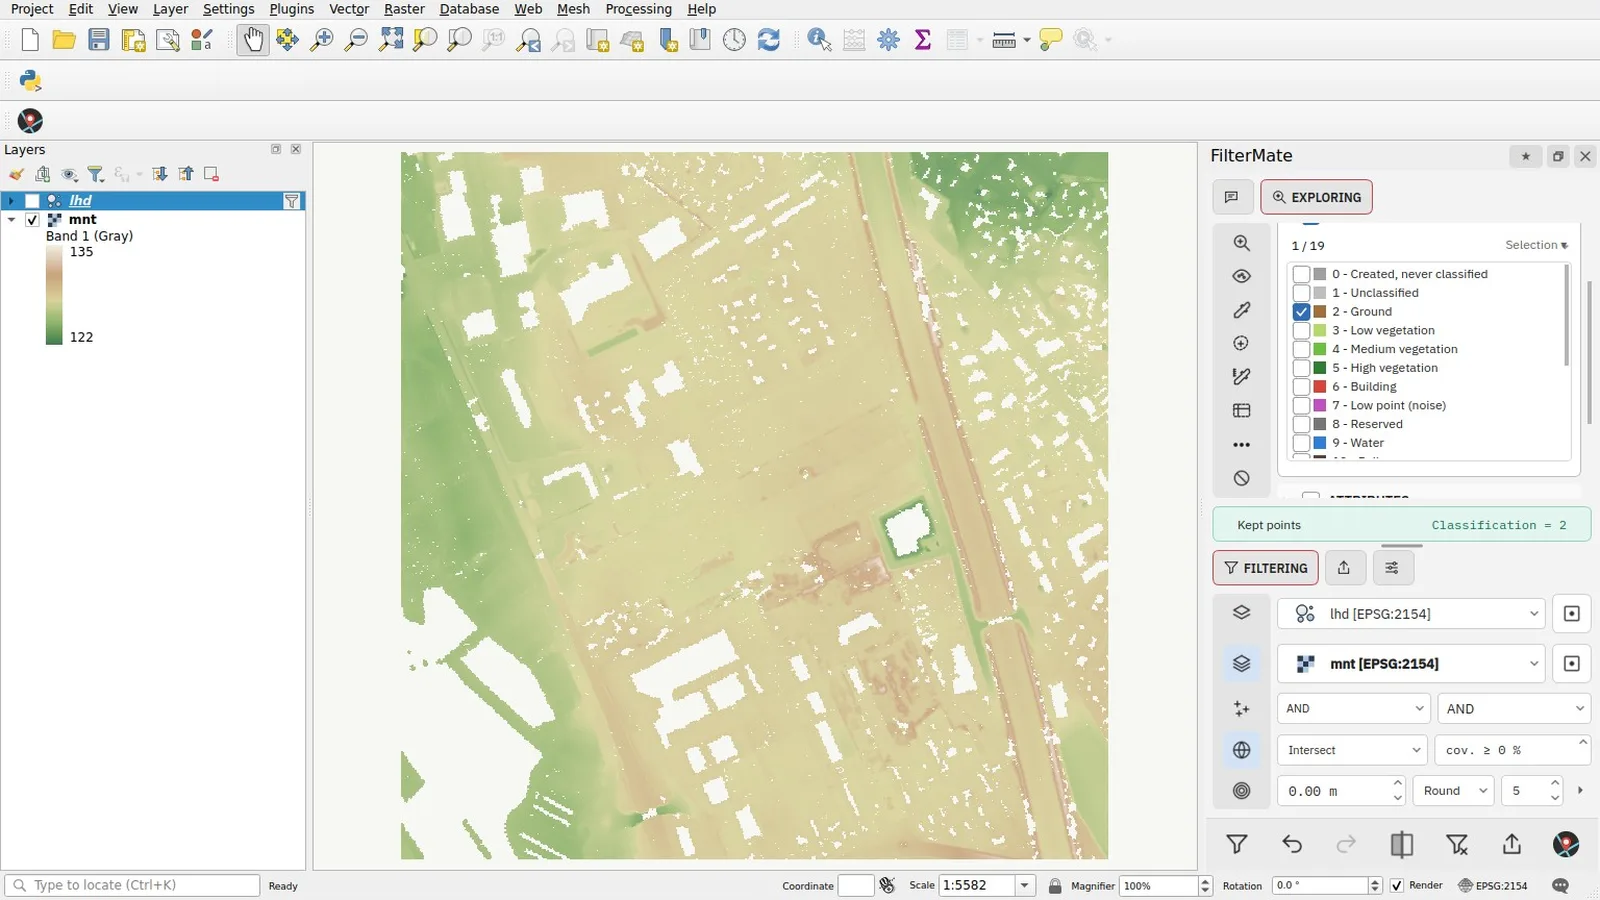 Project Edit View Layer Settings Plugins Vector Raster Database Web Mesh Processing Help
Layers
lhd
mnt
Band 1 (Gray)
135
122
FilterMate
EXPLORING
1 / 19
Selection
0 - Created, never classified
1 - Unclassified
2 - Ground
3 - Low vegetation
4 - Medium vegetation
5 - High vegetation
6 - Building
7 - Low point (noise)
8 - Reserved
9 - Water
Kept points
Classification = 2
FILTERING
lhd [EPSG:2154]
mnt [EPSG:2154]
AND AND
Intersect cov. ≥ 0 %
0.00 m Round 5
Type to locate (Ctrl+K) Ready Coordinate Scale 1:5582 Magnifier 100% Rotation 0.0 ° Render EPSG:2154